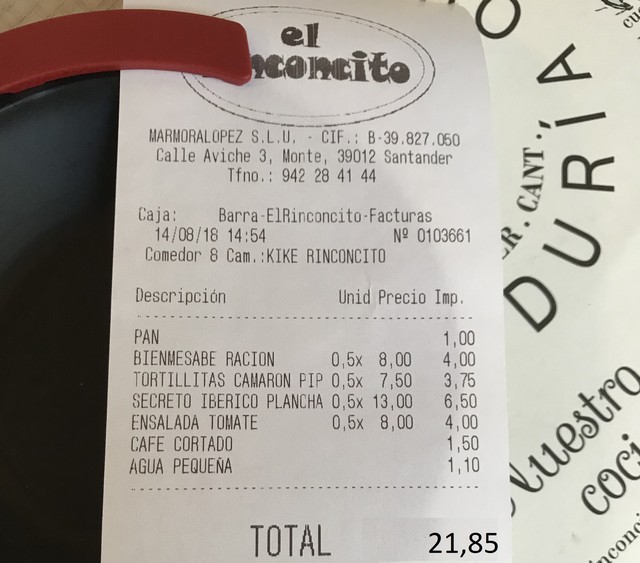 el
Rinconcito
MARMORALOPEZ S.L.U. - CIF.: B-39.827.050
Calle Aviche 3, Monte, 39012 Santander
Tfno.: 942 28 41 44
Caja: Barra-ElRinconcito-Facturas
14/08/18 14:54 Nº 0103661
Comedor 8 Cam.:KIKE RINCONCITO
Descripción Unid Precio Imp.
PAN 1,00
BIENMESABE RACION 0,5x 8,00 4,00
TORTILLITAS CAMARON PIP 0,5x 7,50 3,75
SECRETO IBERICO PLANCHA 0,5x 13,00 6,50
ENSALADA TOMATE 0,5x 8,00 4,00
CAFE CORTADO 1,50
AGUA PEQUEÑA 1,10
TOTAL 21,85
CANT.,
DURÍA
Nuestro